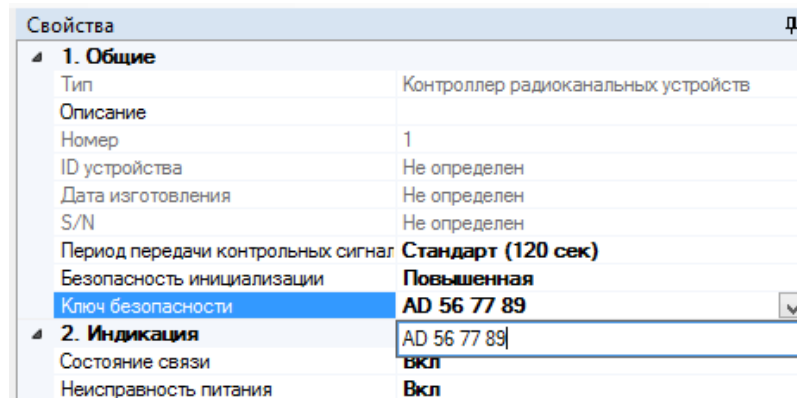 Свойства
1. Общие
Тип Контроллер радиоканальных устройств
Описание
Номер 1
ID устройства Не определен
Дата изготовления Не определен
S/N Не определен
Период передачи контрольных сигнал Стандарт (120 сек)
Безопасность инициализации Повышенная
Ключ безопасности AD 56 77 89
2. Индикация AD 56 77 89
Состояние связи Вкл
Неисправность питания Вкл